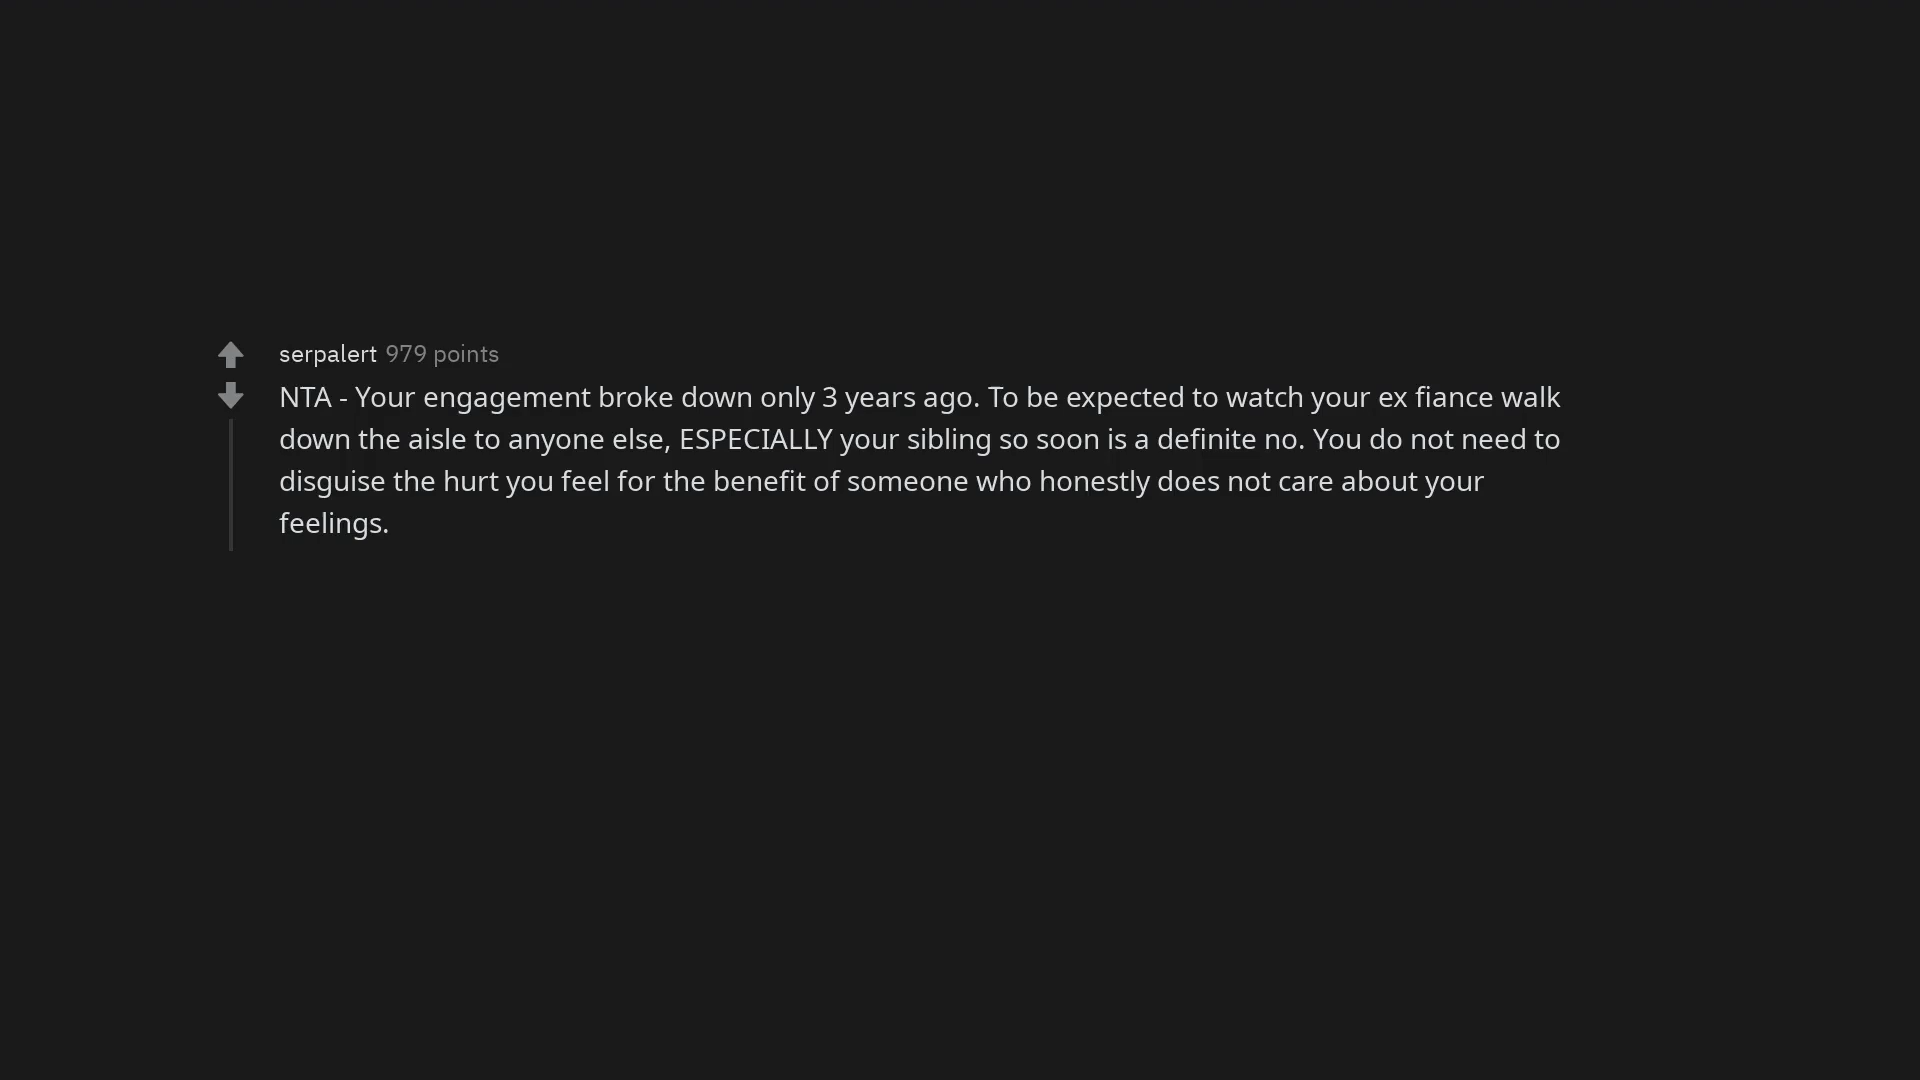 serpalert 979 points
NTA - Your engagement broke down only 3 years ago. To be expected to watch your ex fiance walk
down the aisle to anyone else, ESPECIALLY your sibling so soon is a definite no. You do not need to
disguise the hurt you feel for the benefit of someone who honestly does not care about your
feelings.